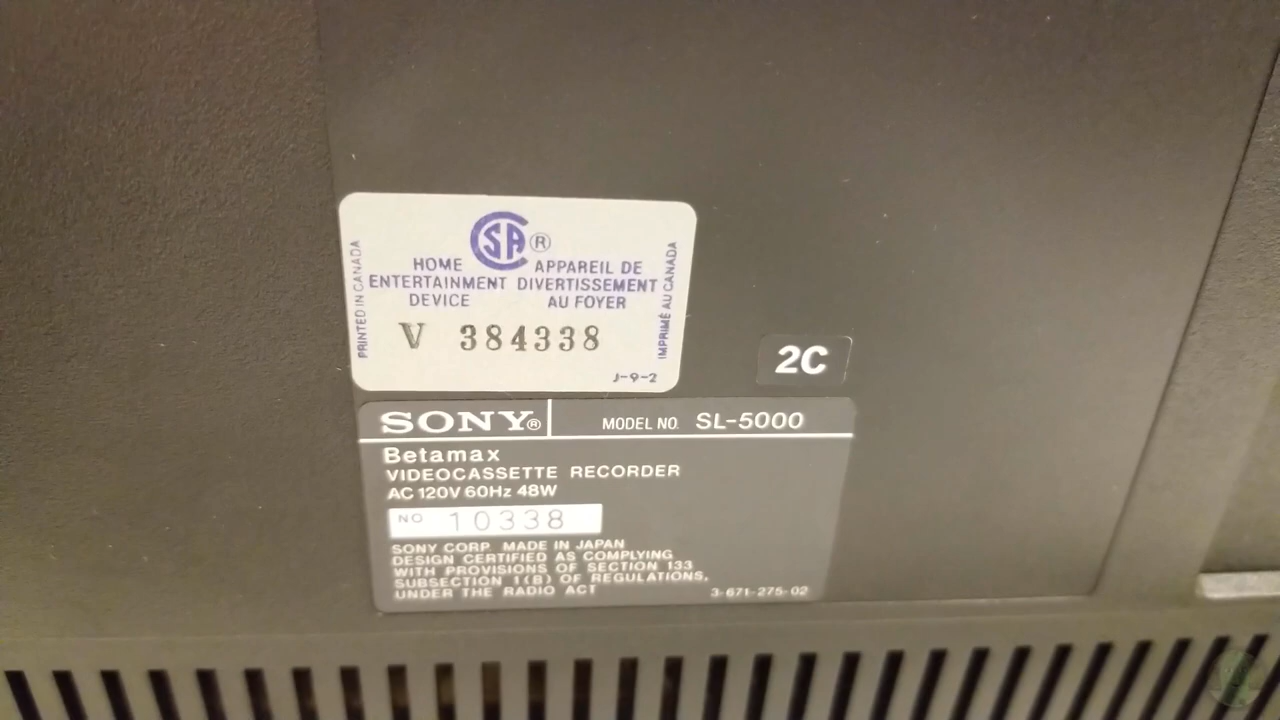 CSA ®
PRINTED IN CANADA
HOME
ENTERTAINMENT
DEVICE
APPAREIL DE
DIVERTISSEMENT
AU FOYER
IMPRIMÉ AU CANADA
V 384338
J-9-2
2C
SONY® MODEL NO. SL-5000
Betamax
VIDEOCASSETTE RECORDER
AC 120V 60Hz 48W
NO 10338
SONY CORP. MADE IN JAPAN
DESIGN CERTIFIED AS COMPLYING
WITH PROVISIONS OF SECTION 133
SUBSECTION 1(B) OF REGULATIONS,
UNDER THE RADIO ACT
3-671-275-02